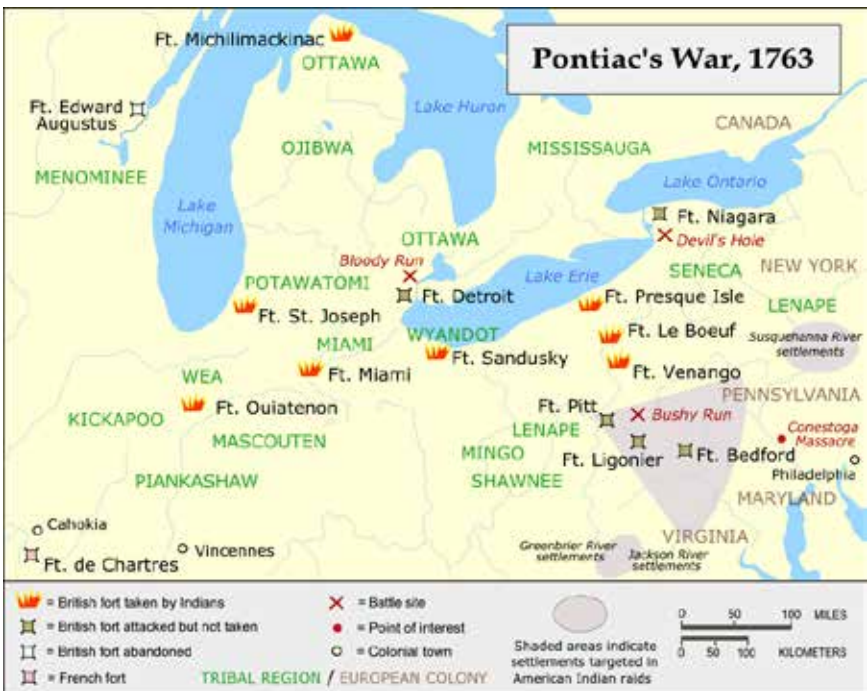 Pontiac's War, 1763
Ft. Michilimackinac
OTTAWA
Ft. Edward
Augustus
Lake Huron
CANADA
OJIBWA
MISSISSAUGA
MENOMINEE
Lake Ontario
Lake
Michigan
Ft. Niagara
Devil's Hole
OTTAWA
Bloody Run
Lake Erie
SENECA
NEW YORK
POTAWATOMI
Ft. Detroit
Ft. Presque Isle
LENAPE
Ft. St. Joseph
WYANDOT
Ft. Le Boeuf
Susquehanna River
settlements
MIAMI
Ft. Sandusky
Ft. Venango
WEA
Ft. Miami
PENNSYLVANIA
Ft. Ouiatenon
Ft. Pitt
Bushy Run
KICKAPOO
LENAPE
Conestoga
Massacre
MASCOUTEN
MINGO
Ft. Ligonier
Ft. Bedford
PIANKASHAW
SHAWNEE
Philadelphia
MARYLAND
Cahokia
VIRGINIA
Ft. de Chartres
Vincennes
Greenbrier River
settlements
Jackson River
settlements
= British fort taken by Indians
= British fort attacked but not taken
= British fort abandoned
= French fort
= Battle site
= Point of interest
= Colonial town
TRIBAL REGION / EUROPEAN COLONY
Shaded areas indicate
settlements targeted in
American Indian raids
0 50 100 MILES
0 50 100 KILOMETERS